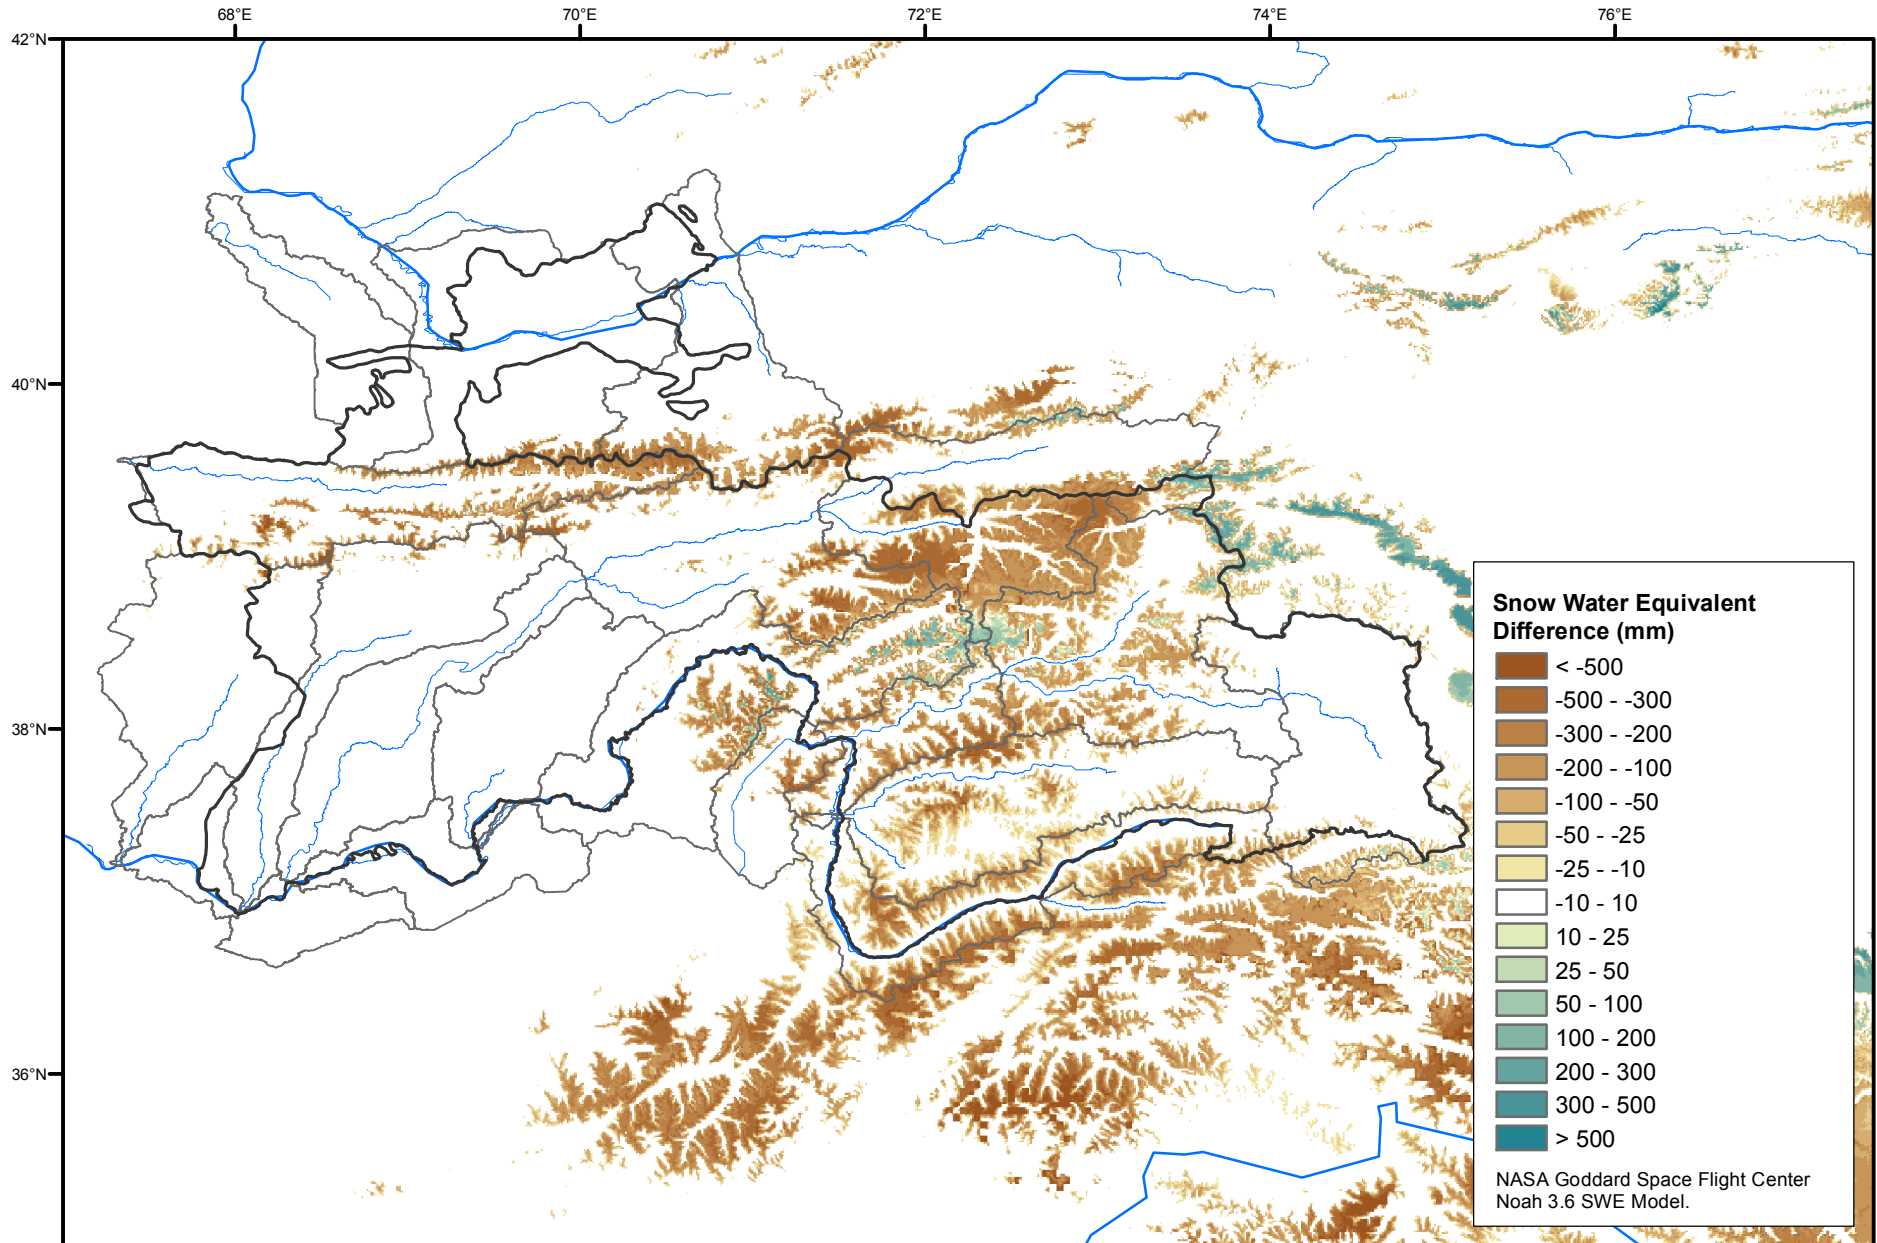 68°E
70°E
72°E
74°E
76°E
42°N
40°N
38°N
36°N
Snow Water Equivalent
Difference (mm)
< -500
-500 - -300
-300 - -200
-200 - -100
-100 - -50
-50 - -25
-25 - -10
-10 - 10
10 - 25
25 - 50
50 - 100
100 - 200
200 - 300
300 - 500
> 500
NASA Goddard Space Flight Center
Noah 3.6 SWE Model.